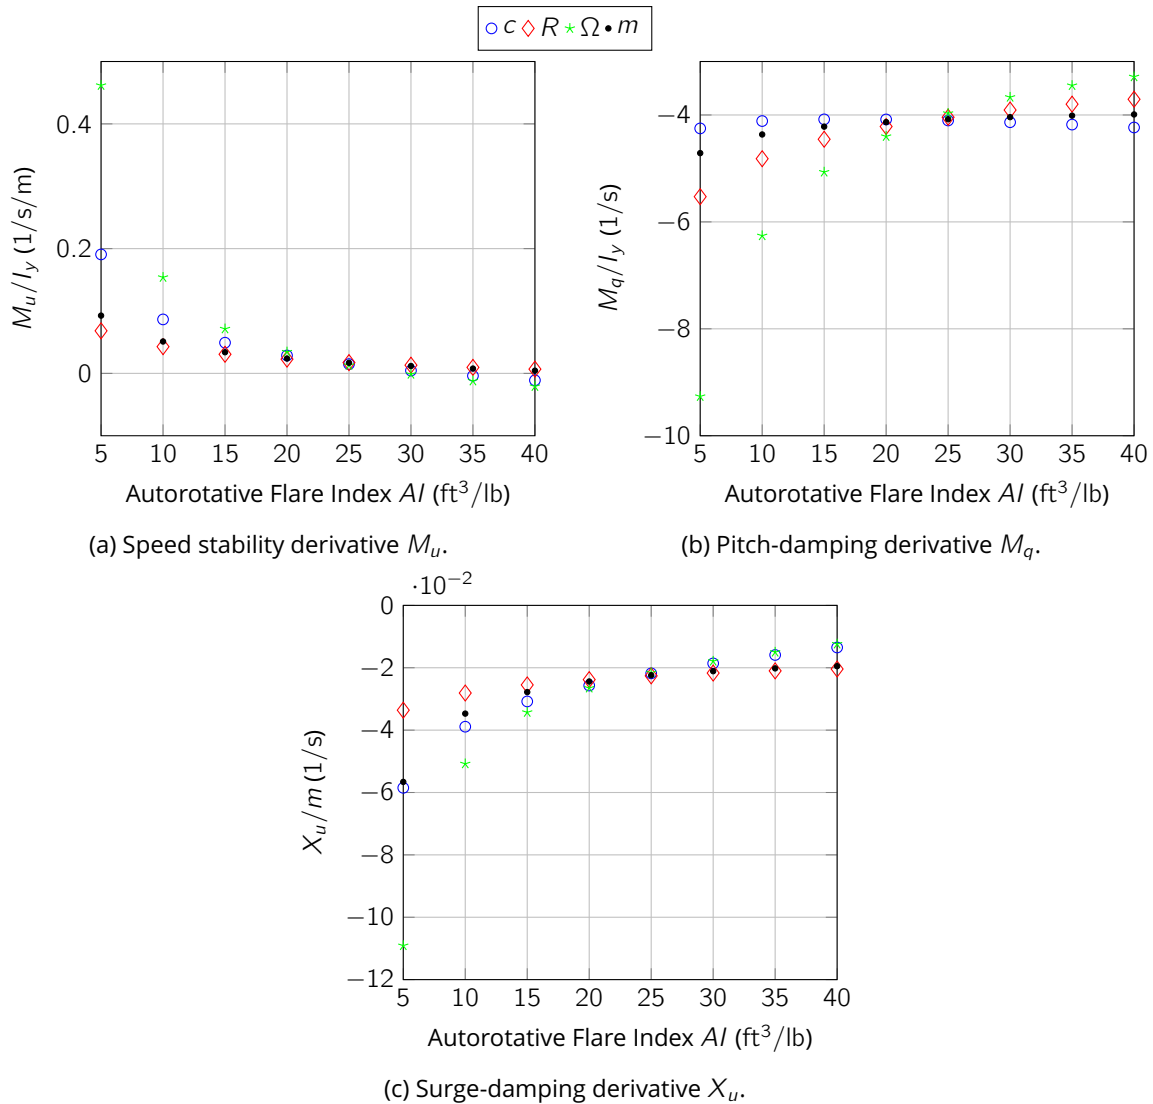 c R Ω m
0.4
0.2
0
5 10 15 20 25 30 35 40
M_u/I_y (1/s/m)
Autorotative Flare Index AI (ft³/lb)
(a) Speed stability derivative M_u.
−4
−6
−8
−10
5 10 15 20 25 30 35 40
M_q/I_y (1/s)
Autorotative Flare Index AI (ft³/lb)
(b) Pitch-damping derivative M_q.
·10⁻²
0
−2
−4
−6
−8
−10
−12
5 10 15 20 25 30 35 40
X_u/m (1/s)
Autorotative Flare Index AI (ft³/lb)
(c) Surge-damping derivative X_u.